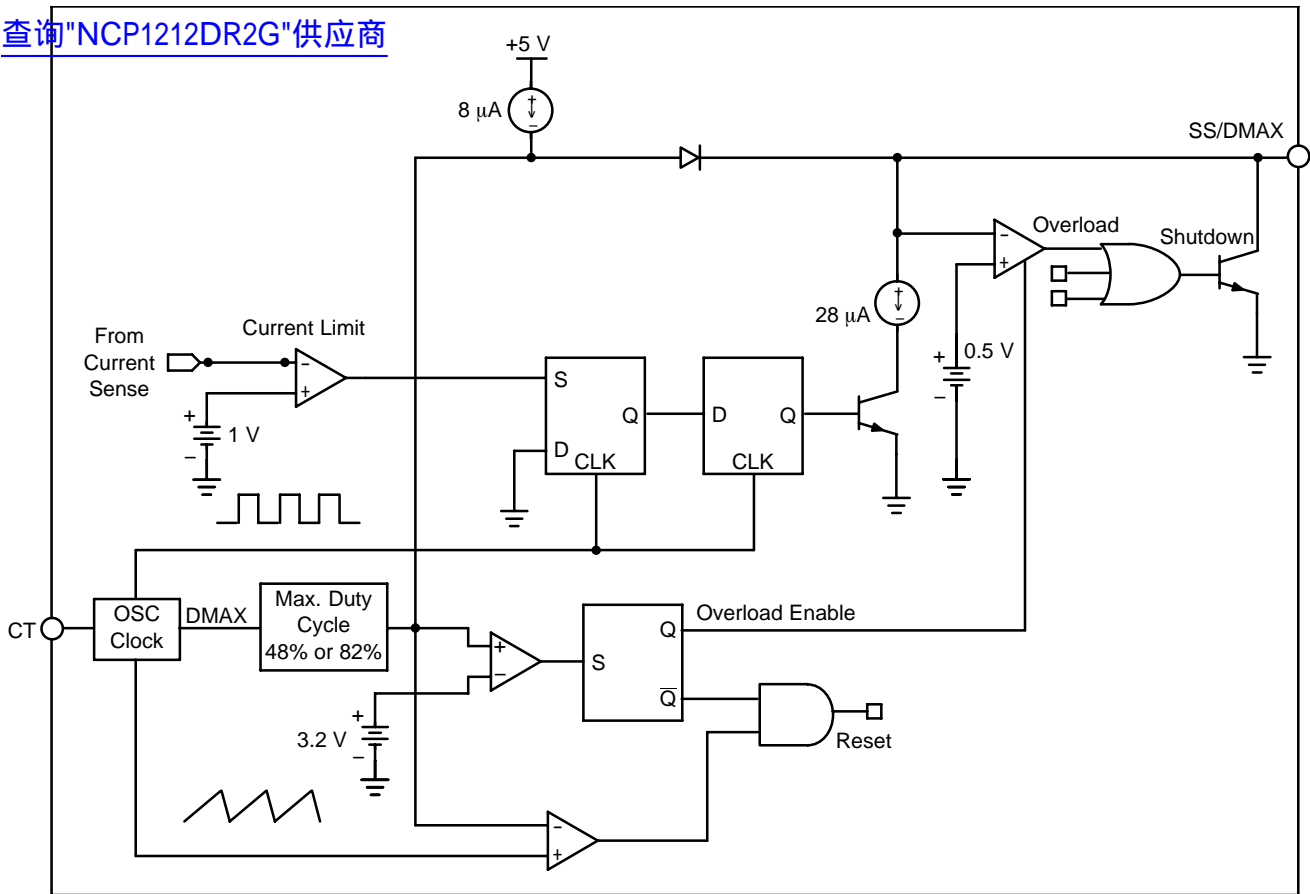 查询"NCP1212DR2G"供应商
+5 V
8 μA
SS/DMAX
Overload
Shutdown
28 μA
From
Current
Sense
Current Limit
0.5 V
1 V
S
Q
D
CLK
D
Q
CLK
CT
OSC
Clock
DMAX
Max. Duty
Cycle
48% or 82%
Overload Enable
Q
S
Q̅
3.2 V
Reset